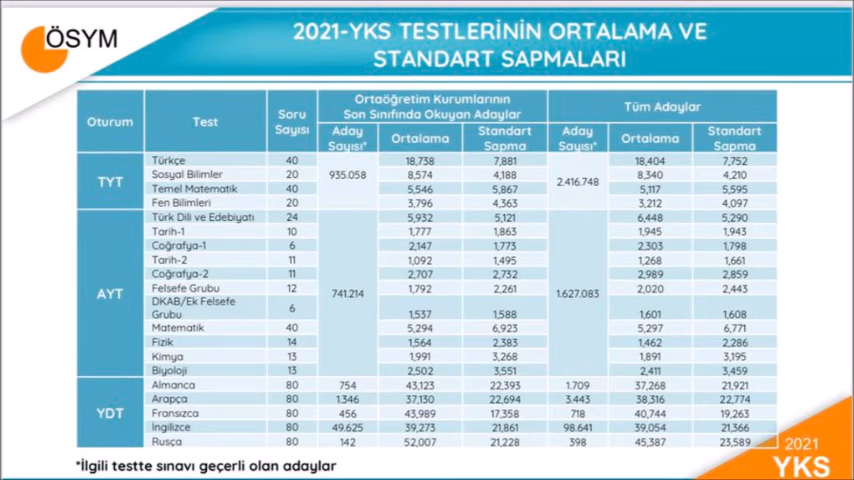 ÖSYM
2021-YKS TESTLERİNİN ORTALAMA VE
STANDART SAPMALARI
Oturum Test Soru Sayısı Ortaöğretim Kurumlarının Son Sınıfında Okuyan Adaylar Tüm Adaylar
Aday Sayısı* Ortalama Standart Sapma Aday Sayısı* Ortalama Standart Sapma
TYT 935.058 2.416.748
Türkçe 40 18,738 7,881 18,404 7,752
Sosyal Bilimler 20 8,574 4,188 8,340 4,210
Temel Matematik 40 5,546 5,867 5,117 5,595
Fen Bilimleri 20 3,796 4,363 3,212 4,097
AYT 741.214 1.627.083
Türk Dili ve Edebiyatı 24 5,932 5,121 6,448 5,290
Tarih-1 10 1,777 1,863 1,945 1,943
Coğrafya-1 6 2,147 1,773 2,303 1,798
Tarih-2 11 1,092 1,495 1,268 1,661
Coğrafya-2 11 2,707 2,732 2,989 2,859
Felsefe Grubu 12 1,792 2,261 2,020 2,443
DKAB/Ek Felsefe
Grubu 6 1,537 1,588 1,601 1,608
Matematik 40 5,294 6,923 5,297 6,771
Fizik 14 1,564 2,383 1,462 2,286
Kimya 13 1,991 3,268 1,891 3,195
Biyoloji 13 2,502 3,551 2,411 3,459
YDT
Almanca 80 754 43,123 22,393 1.709 37,268 21,921
Arapça 80 1.346 37,130 22,694 3.443 38,316 22,774
Fransızca 80 456 43,989 17,358 718 40,744 19,263
İngilizce 80 49.625 39,273 21,861 98.641 39,054 21,366
Rusça 80 142 52,007 21,228 398 45,387 23,589
*İlgili testte sınavı geçerli olan adaylar
2021
YKS